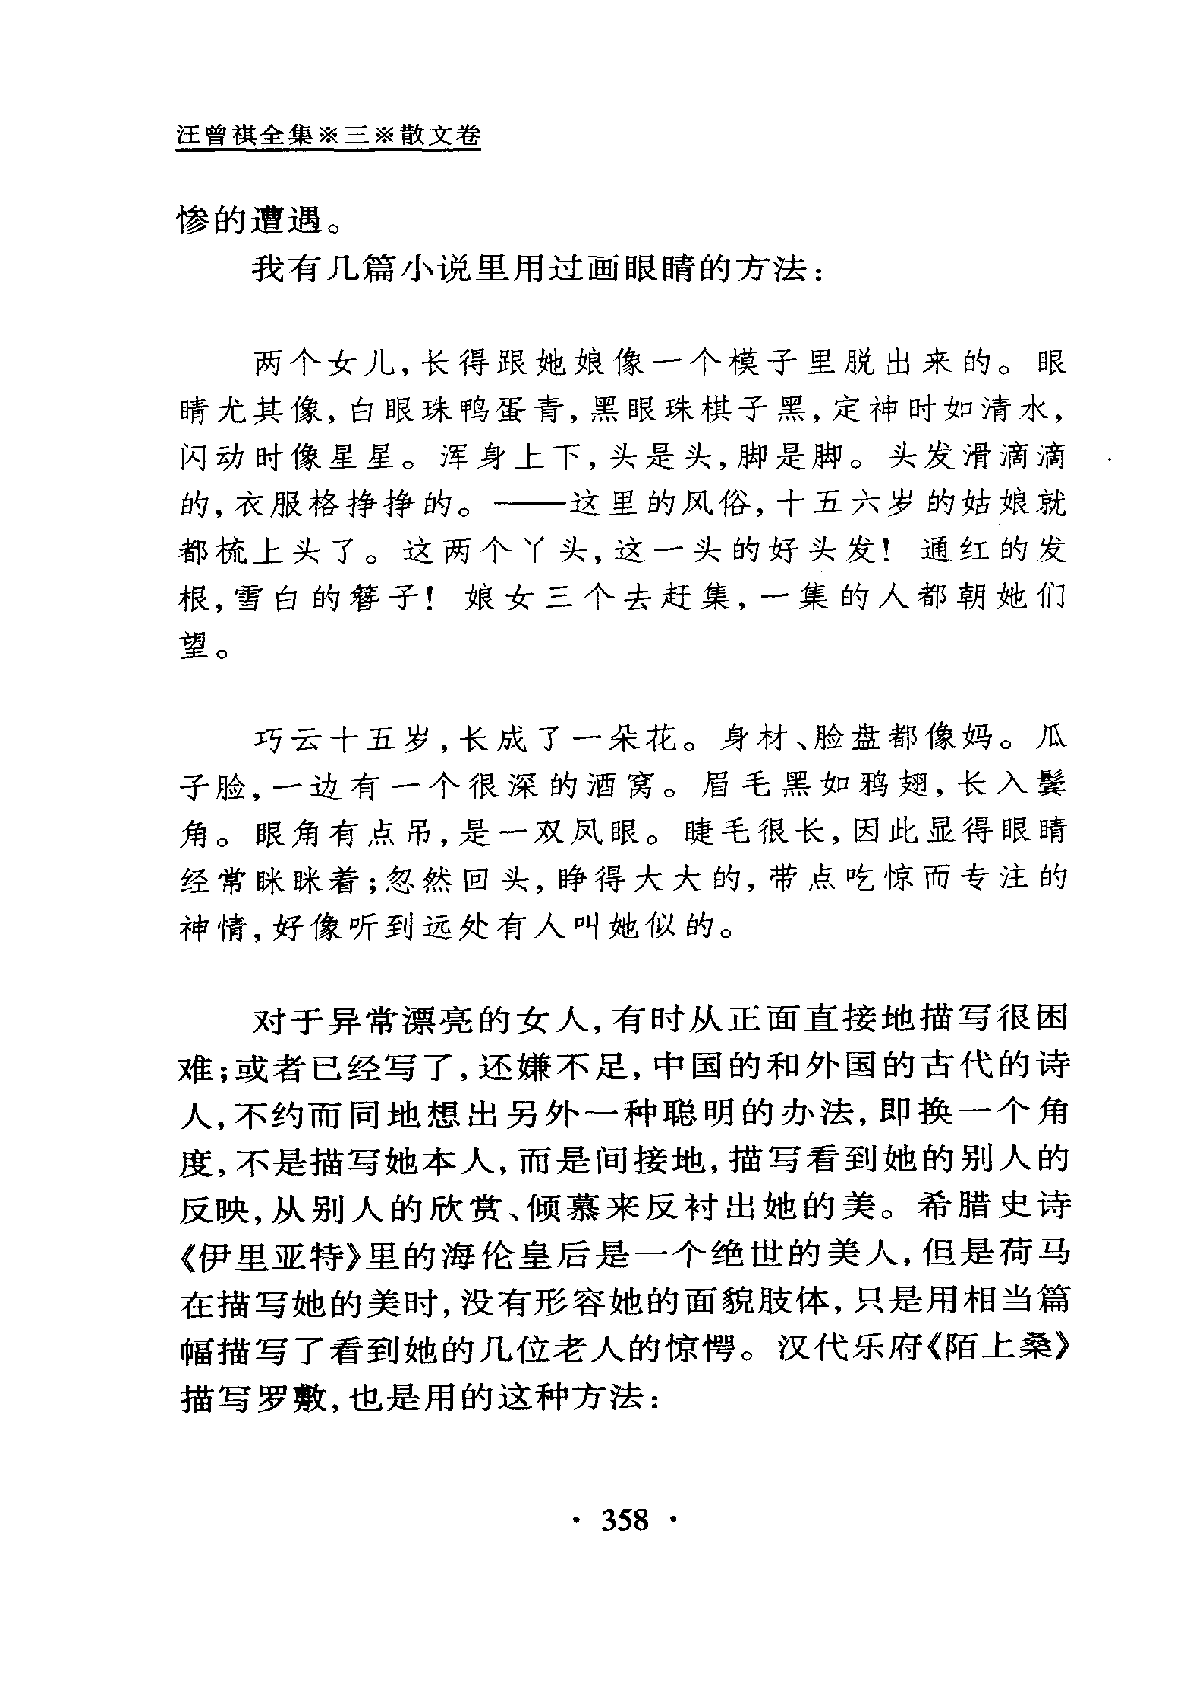 汪曾祺全集※三※散文卷
惨的遭遇。
我有几篇小说里用过画眼睛的方法：
两个女儿，长得跟她娘像一个模子里脱出来的。眼
睛尤其像，白眼珠鸭蛋青，黑眼珠棋子黑，定神时如清水，
闪动时像星星。浑身上下，头是头，脚是脚。头发滑滴滴
的，衣服格挣挣的。——这里的风俗，十五六岁的姑娘就
都梳上头了。这两个丫头，这一头的好头发！通红的发
根，雪白的簪子！娘女三个去赶集，一集的人都朝她们
望。
巧云十五岁，长成了一朵花。身材、脸盘都像妈。瓜
子脸，一边有一个很深的酒窝。眉毛黑如鸦翅，长入鬓
角。眼角有点吊，是一双凤眼。睫毛很长，因此显得眼睛
经常眯眯着；忽然回头，睁得大大的，带点吃惊而专注的
神情，好像听到远处有人叫她似的。
对于异常漂亮的女人，有时从正面直接地描写很困
难；或者已经写了，还嫌不足，中国的和外国的古代的诗
人，不约而同地想出另外一种聪明的办法，即换一个角
度，不是描写她本人，而是间接地，描写看到她的别人的
反映，从别人的欣赏、倾慕来反衬出她的美。希腊史诗
《伊里亚特》里的海伦皇后是一个绝世的美人，但是荷马
在描写她的美时，没有形容她的面貌肢体，只是用相当篇
幅描写了看到她的几位老人的惊愕。汉代乐府《陌上桑》
描写罗敷，也是用的这种方法：
· 358 ·